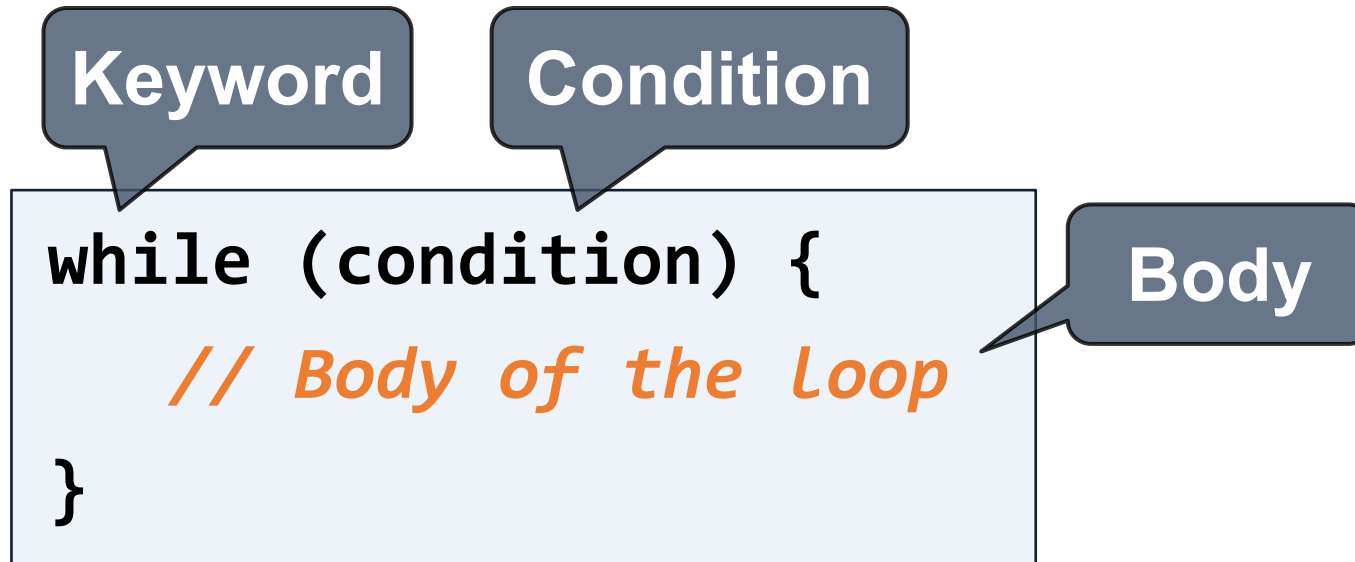 Keyword
Condition
while (condition) {
Body
// Body of the loop
}